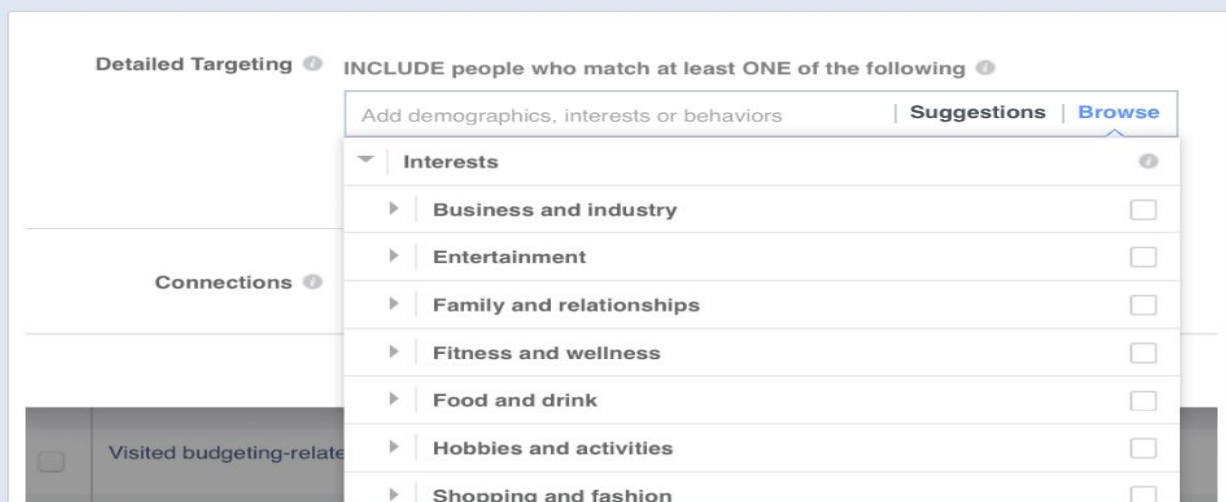 Detailed Targeting
INCLUDE people who match at least ONE of the following
Add demographics, interests or behaviors | Suggestions | Browse
Interests
Business and industry
Entertainment
Connections
Family and relationships
Fitness and wellness
Food and drink
Visited budgeting-relate
Hobbies and activities
Shopping and fashion